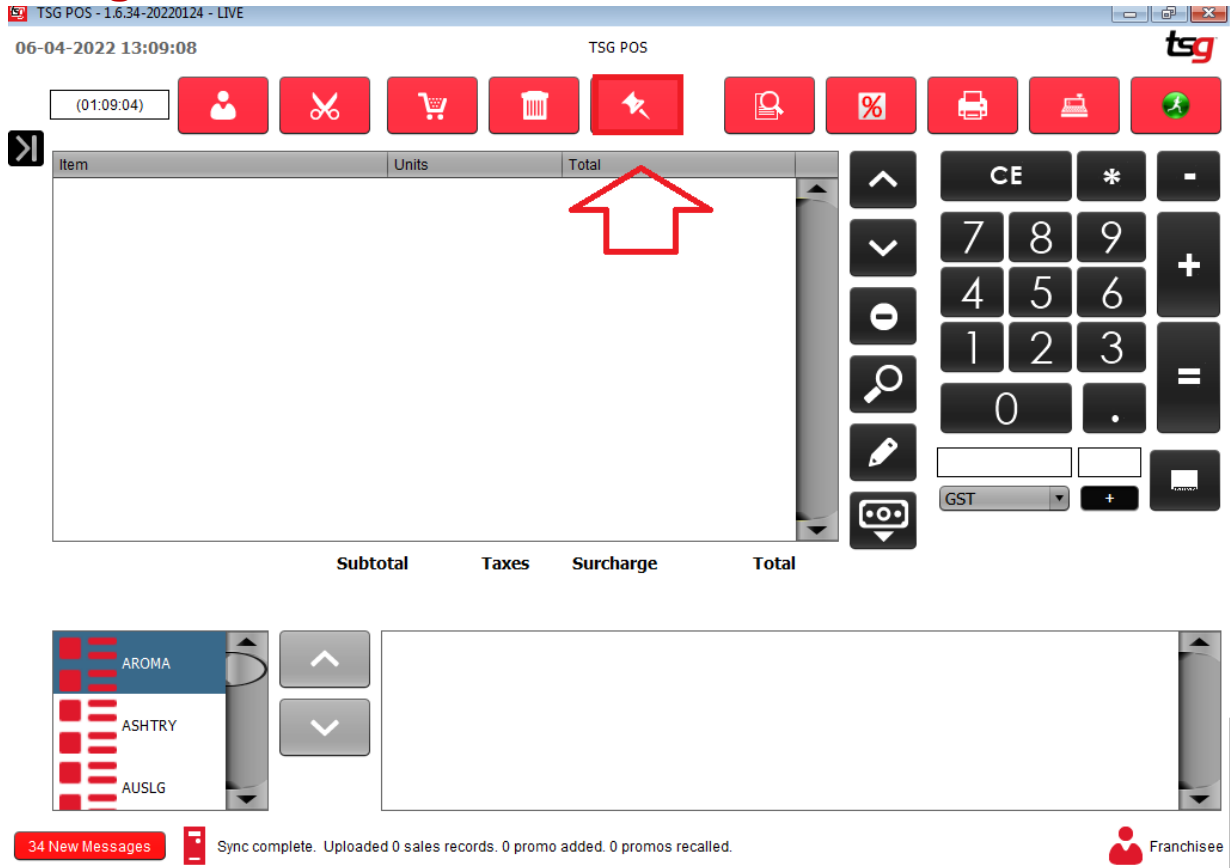 TSG POS - 1.6.34-20220124 - LIVE
06-04-2022 13:09:08
TSG POS
tsg
(01:09:04)
%
Item Units Total
CE * -
7 8 9 +
4 5 6
1 2 3 =
0 .
GST +
Subtotal Taxes Surcharge Total
AROMA
ASHTRY
AUSLG
34 New Messages
Sync complete. Uploaded 0 sales records. 0 promo added. 0 promos recalled.
Franchisee